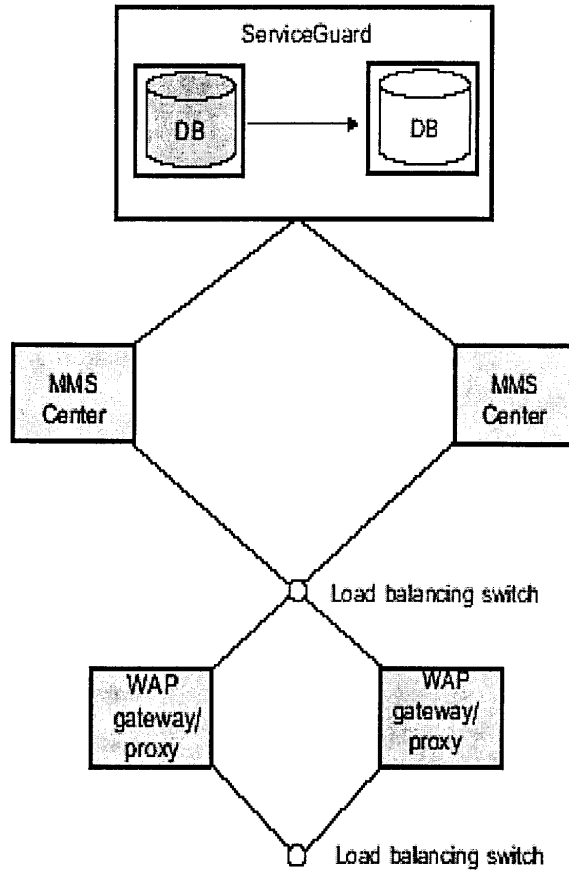 ServiceGuard
DB
DB
MMS
Center
MMS
Center
Load balancing switch
WAP
gateway/
proxy
WAP
gateway/
proxy
Load balancing switch